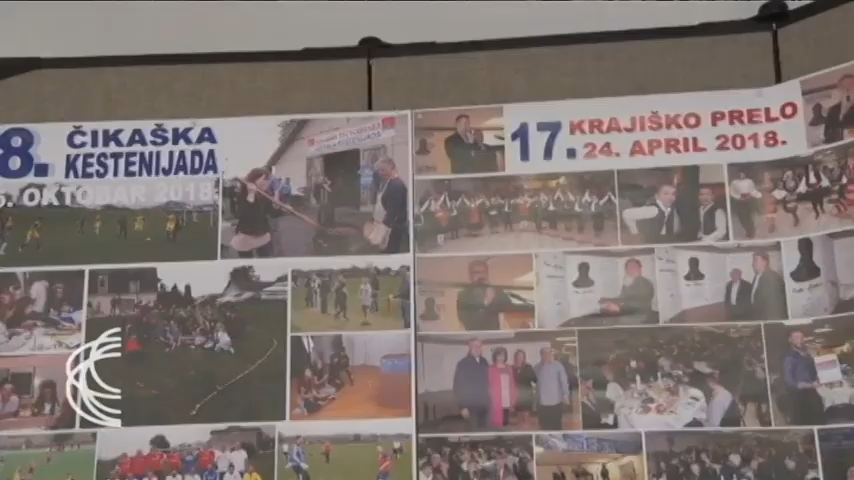 8. ČIKAŠKA
KESTENIJADA
OKTOBAR 2018.
17. KRAJIŠKO PRELO
24. APRIL 2018.